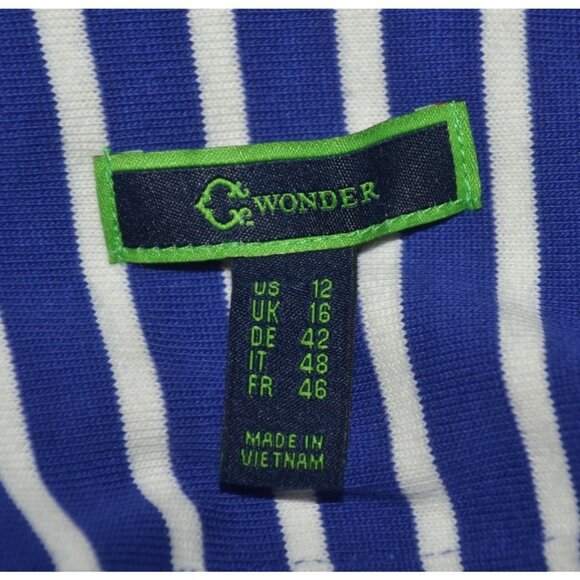 C. WONDER
US 12
UK 16
DE 42
IT 48
FR 46
MADE IN
VIETNAM